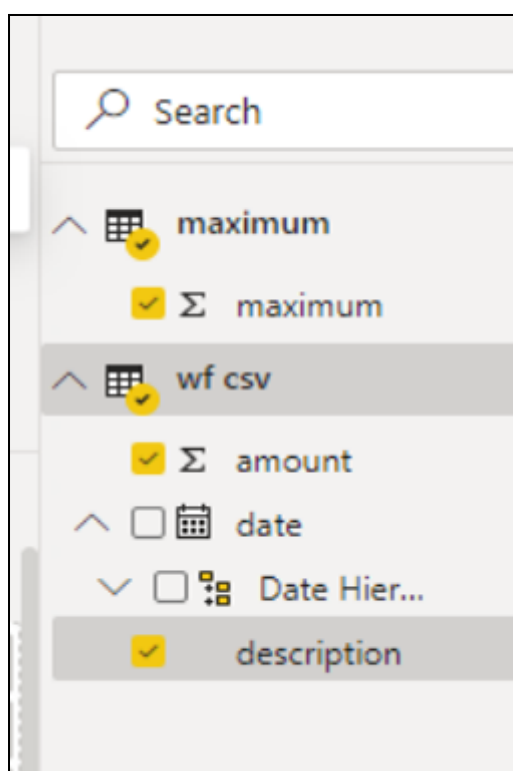 Search
maximum
Σ maximum
wf csv
Σ amount
date
Date Hier...
description